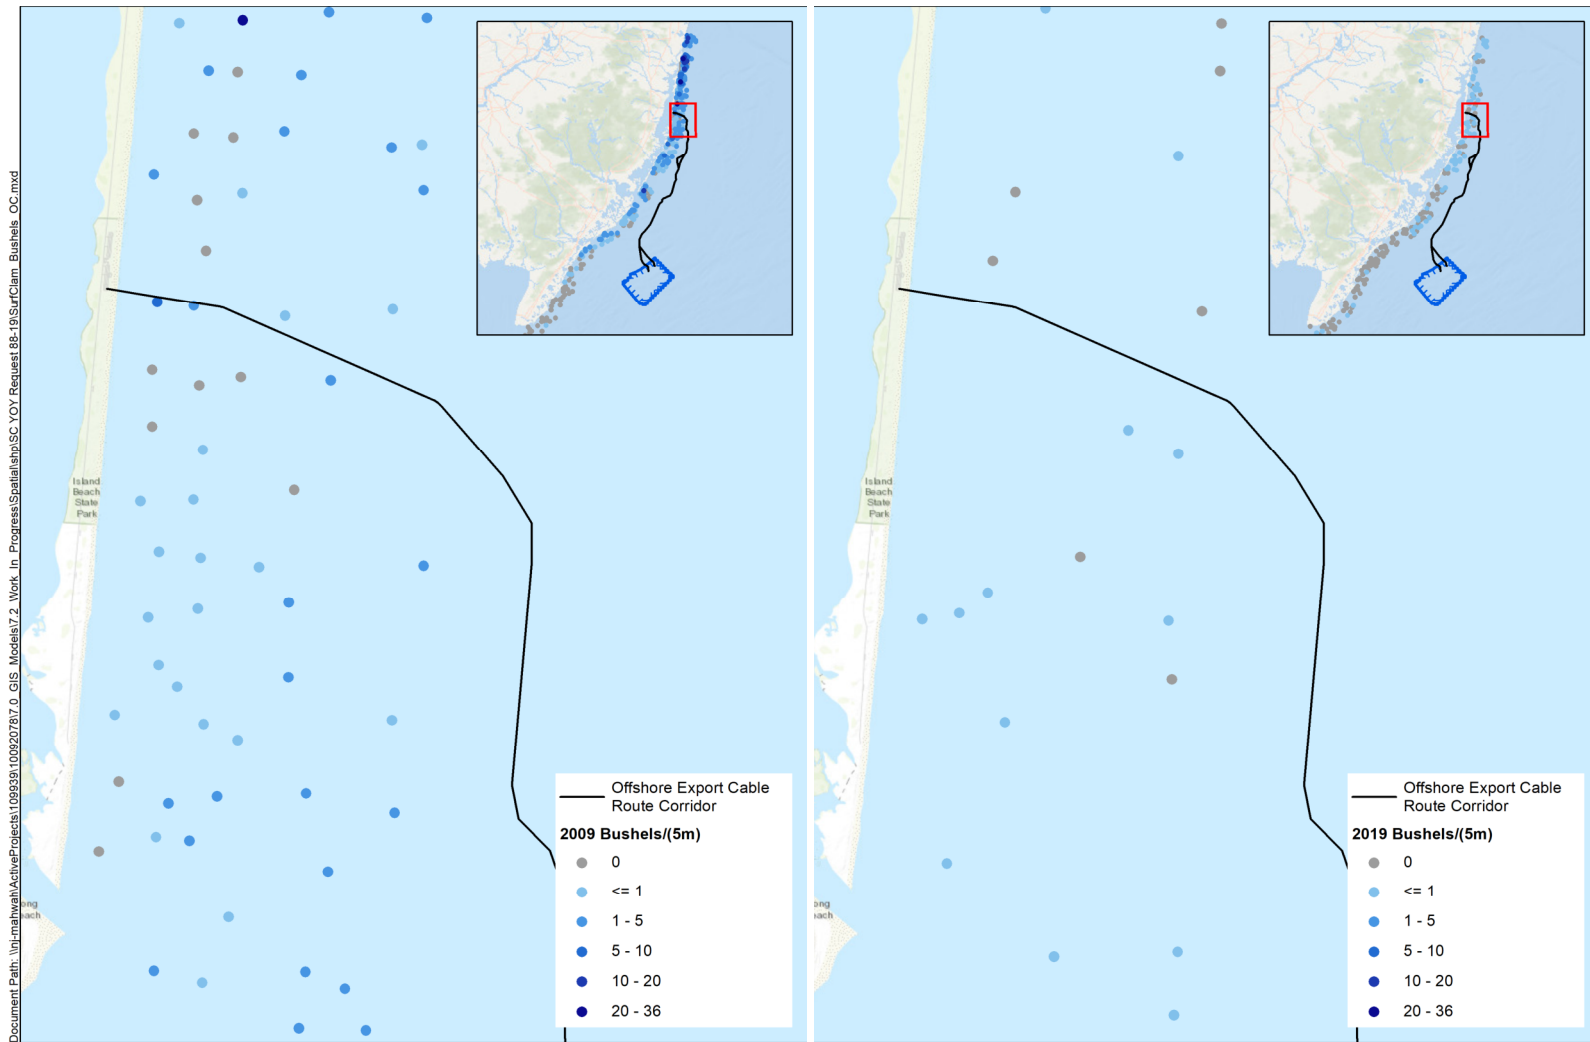 Document Path: \\nj-mahwah\ActiveProjects\109939\10092078\7.0_GIS_Models\7.2_Work_In_Progress\Spatial\shp\SC YOY Request 88-19\SurfClam_Bushels_OC.mxd
Island
Beach
State
Park
Offshore Export Cable
Route Corridor
2009 Bushels/(5m)
0
<= 1
1 - 5
5 - 10
10 - 20
20 - 36
Island
Beach
State
Park
Offshore Export Cable
Route Corridor
2019 Bushels/(5m)
0
<= 1
1 - 5
5 - 10
10 - 20
20 - 36